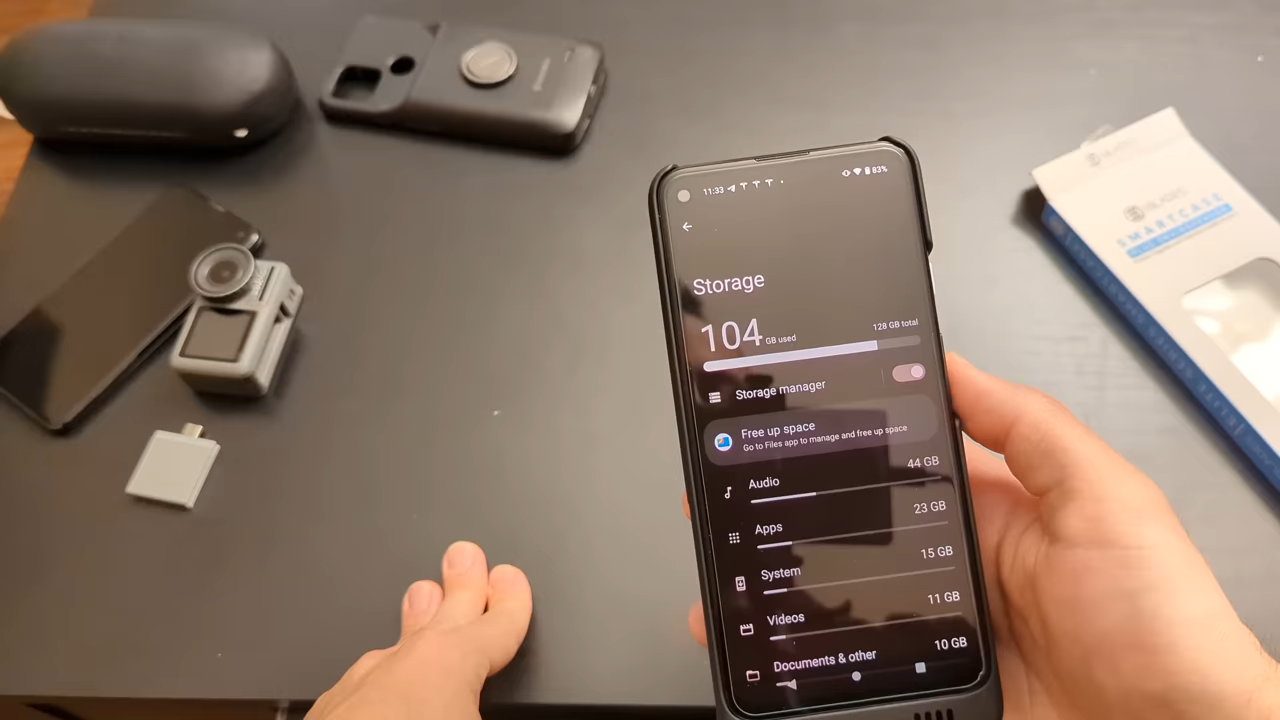 11:33
83%
Storage
104 GB used
128 GB total
Storage manager
Free up space
Go to Files app to manage and free up space
Audio
44 GB
Apps
23 GB
System
15 GB
Videos
11 GB
Documents & other
10 GB
SMARTCASE